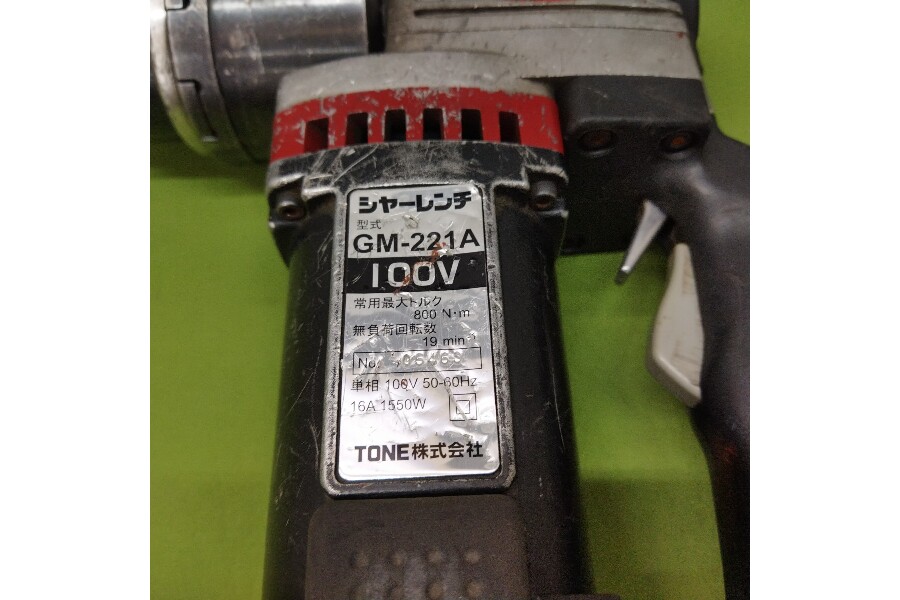 シャーレンチ
型式
GM-221A
100V
常用最大トルク
800 N・m
無負荷回転数
19 min⁻¹
No.
単相 100V 50-60Hz
16A 1550W
TONE株式会社